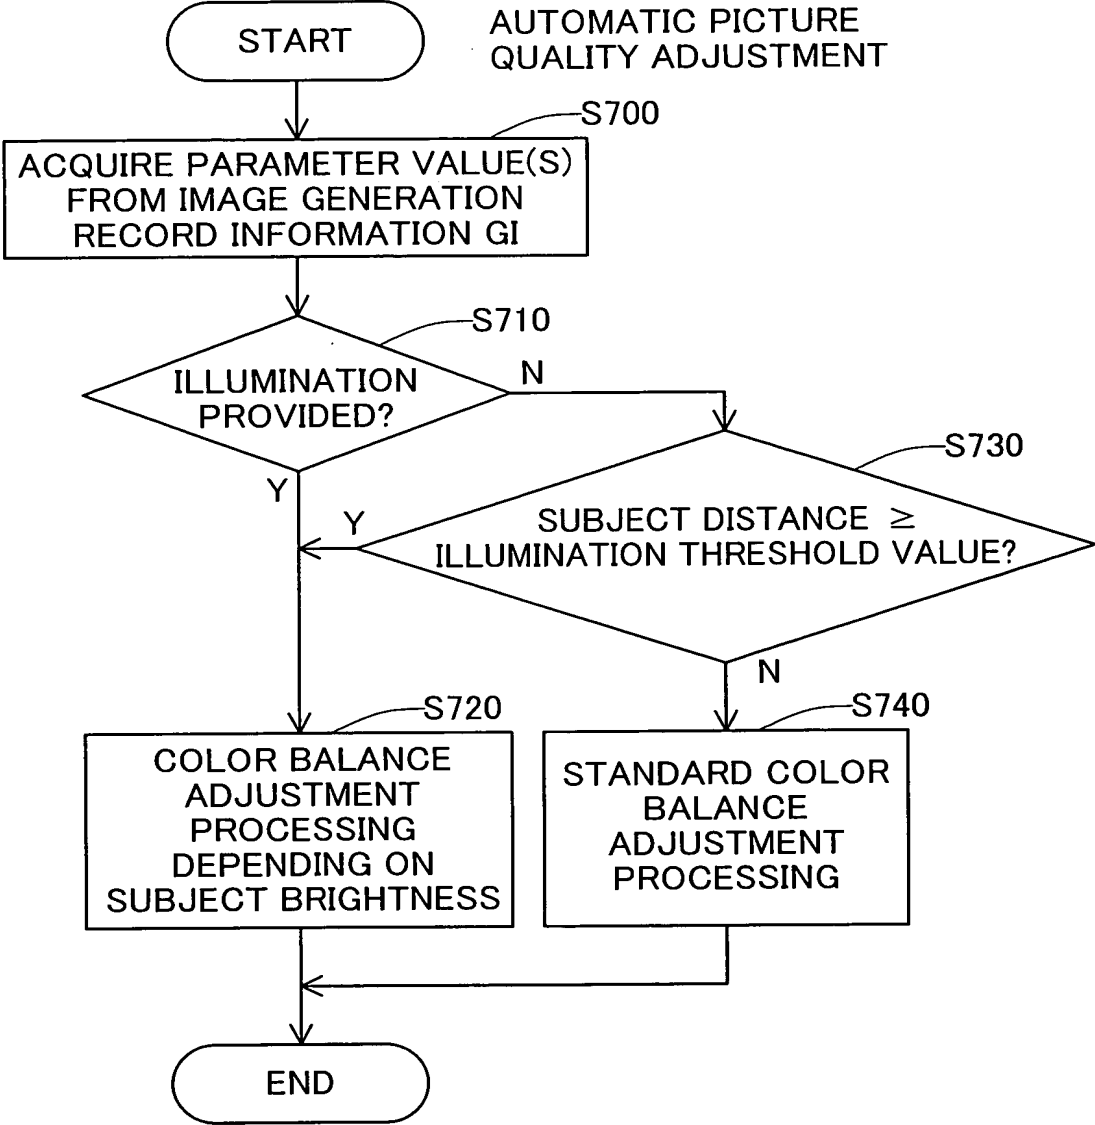 START
AUTOMATIC PICTURE
QUALITY ADJUSTMENT
S700
ACQUIRE PARAMETER VALUE(S)
FROM IMAGE GENERATION
RECORD INFORMATION GI
S710
ILLUMINATION
PROVIDED?
N
Y
S730
SUBJECT DISTANCE ≧
ILLUMINATION THRESHOLD VALUE?
Y
N
S720
COLOR BALANCE
ADJUSTMENT
PROCESSING
DEPENDING ON
SUBJECT BRIGHTNESS
S740
STANDARD COLOR
BALANCE
ADJUSTMENT
PROCESSING
END